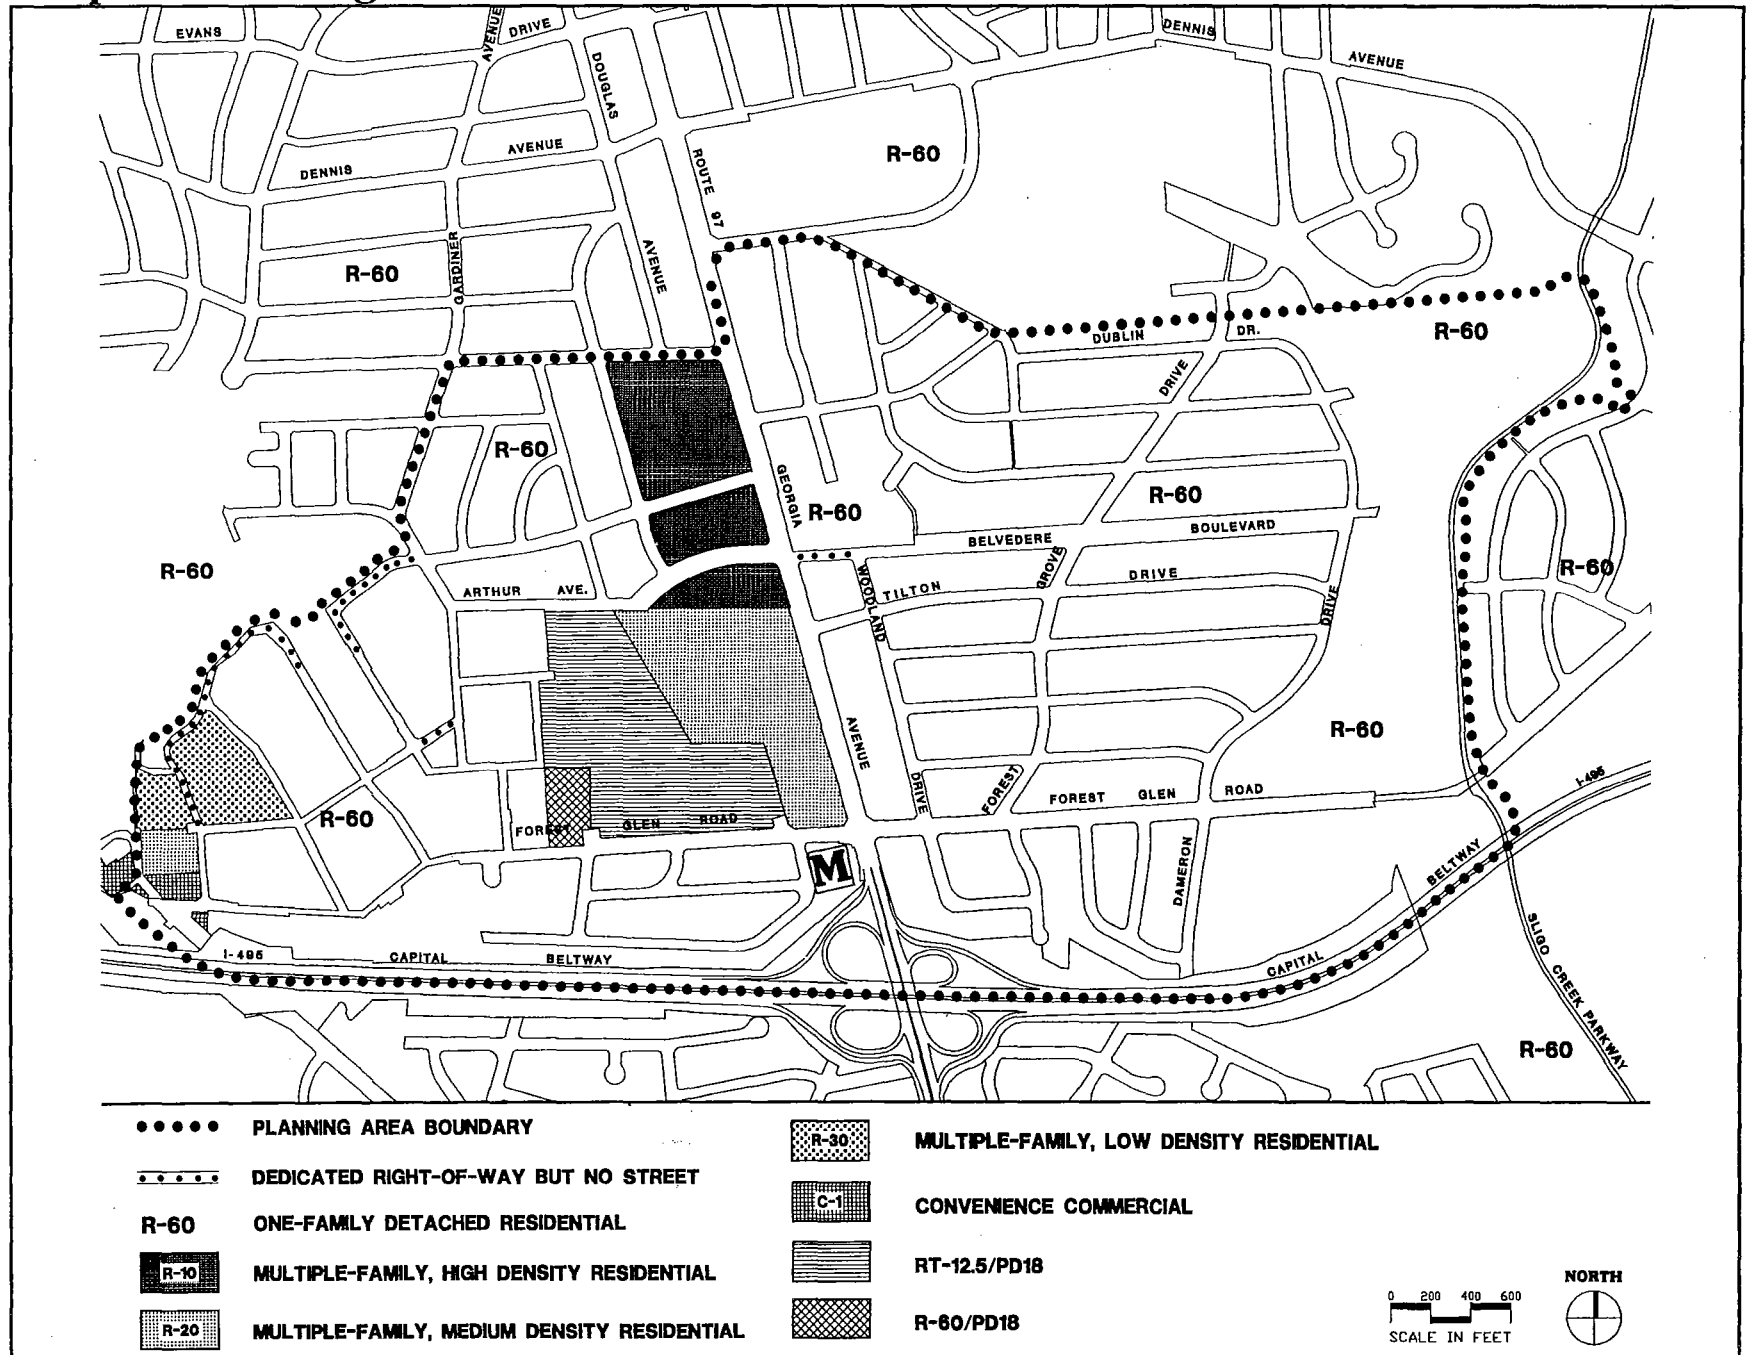 EVANS
AVENUE
DRIVE
DENNIS
AVENUE
DOUGLAS
DENNIS
AVENUE
ROUTE 97
R-60
GARDINER
AVENUE
R-60
DUBLIN
DR.
R-60
DRIVE
R-60
GEORGIA
R-60
R-60
BELVEDERE
BOULEVARD
R-60
R-60
ARTHUR AVE.
WOODLAND
TILTON
GROVE
DRIVE
DRIVE
R-60
AVENUE
DRIVE
FOREST
FOREST GLEN ROAD
I-495
R-60
FOREST GLEN ROAD
M
DAMERON
BELTWAY
I-495
CAPITAL BELTWAY
CAPITAL
SLIGO CREEK PARKWAY
R-60
PLANNING AREA BOUNDARY
DEDICATED RIGHT-OF-WAY BUT NO STREET
R-60 ONE-FAMILY DETACHED RESIDENTIAL
R-10 MULTIPLE-FAMILY, HIGH DENSITY RESIDENTIAL
R-20 MULTIPLE-FAMILY, MEDIUM DENSITY RESIDENTIAL
R-30 MULTIPLE-FAMILY, LOW DENSITY RESIDENTIAL
C-1 CONVENIENCE COMMERCIAL
RT-12.5/PD18
R-60/PD18
0 200 400 600
SCALE IN FEET
NORTH